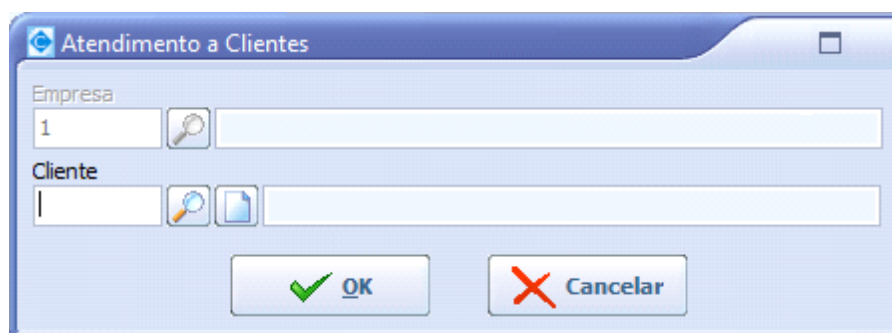 Atendimento a Clientes
Empresa
1
Cliente
OK
Cancelar